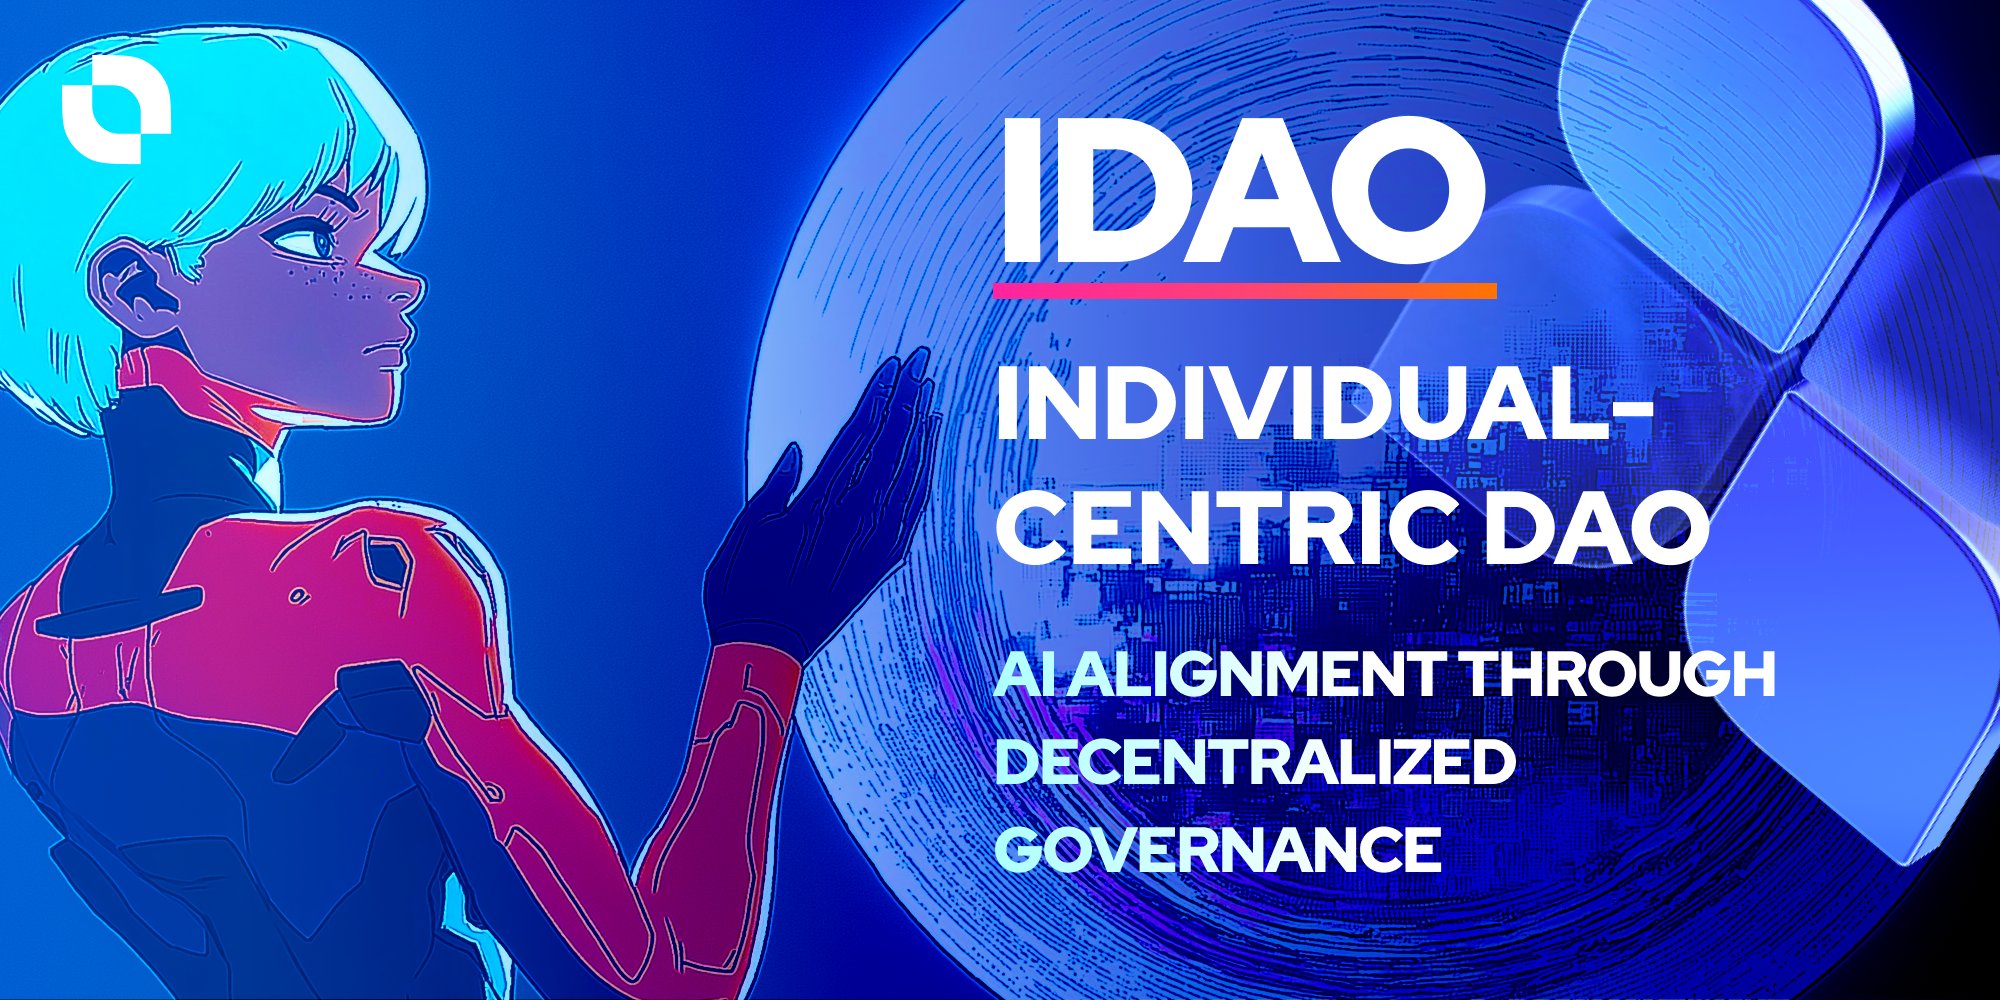 IDAO
INDIVIDUAL-
CENTRIC DAO
AI ALIGNMENT THROUGH
DECENTRALIZED
GOVERNANCE